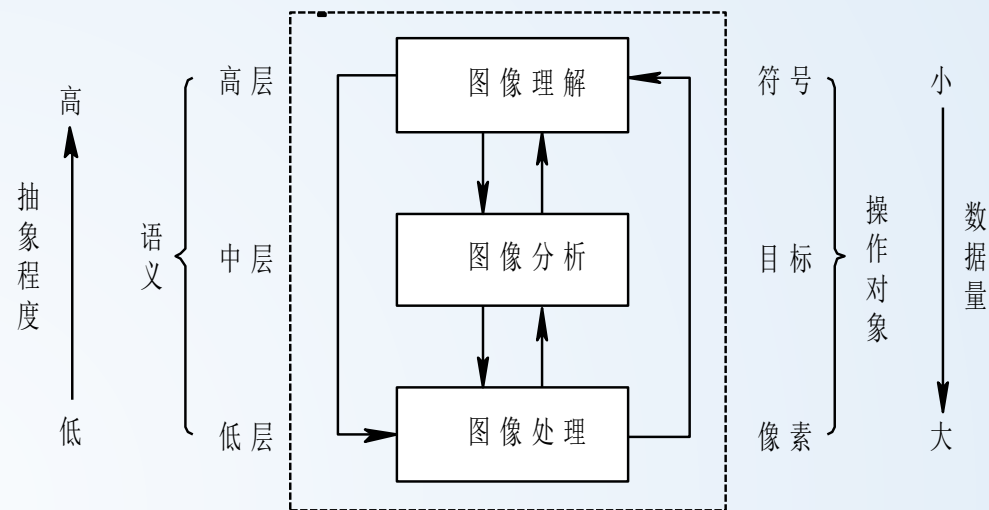 高层
图像理解
符号
小
高
抽象程度
语义
中层
图像分析
目标
操作对象
数据量
低
低层
图像处理
像素
大